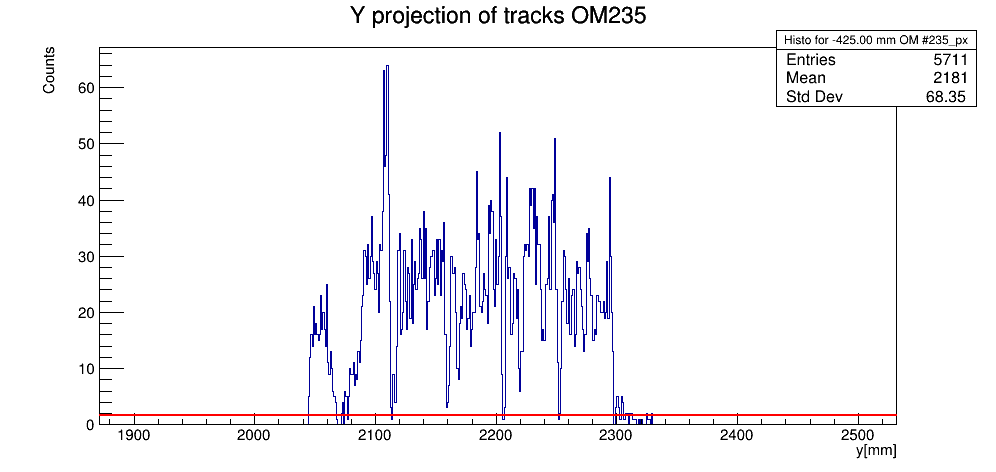 Y projection of tracks OM235
Histo for -425.00 mm OM #235_px
Entries 5711
Mean 2181
Std Dev 68.35
Counts
60
50
40
30
20
10
0
1900 2000 2100 2200 2300 2400 2500
y[mm]